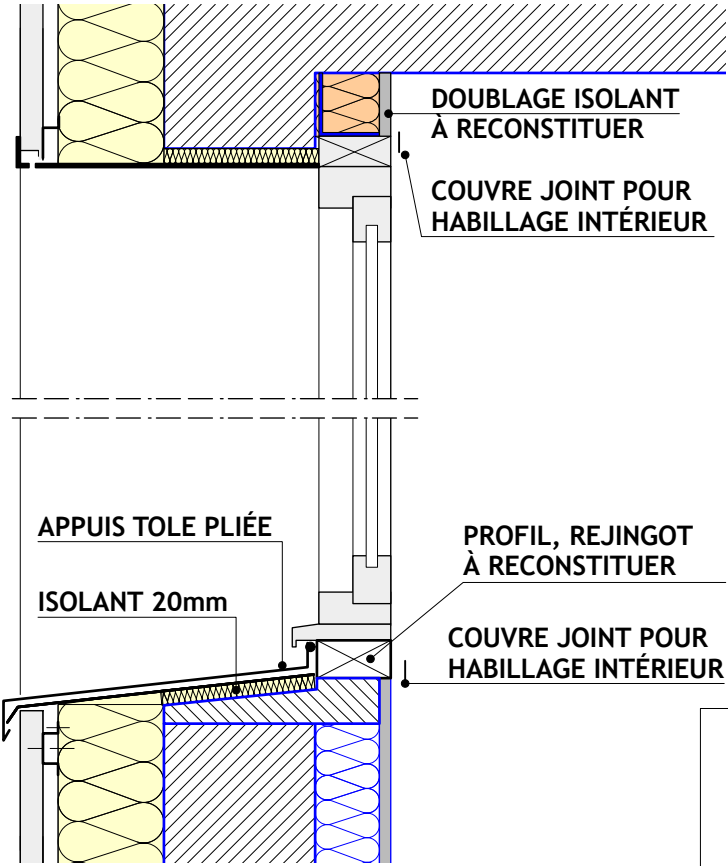 DOUBLAGE ISOLANT
À RECONSTITUER
COUVRE JOINT POUR
HABILLAGE INTÉRIEUR
APPUIS TOLE PLIÉE
ISOLANT 20mm
PROFIL, REJINGOT
À RECONSTITUER
COUVRE JOINT POUR
HABILLAGE INTÉRIEUR